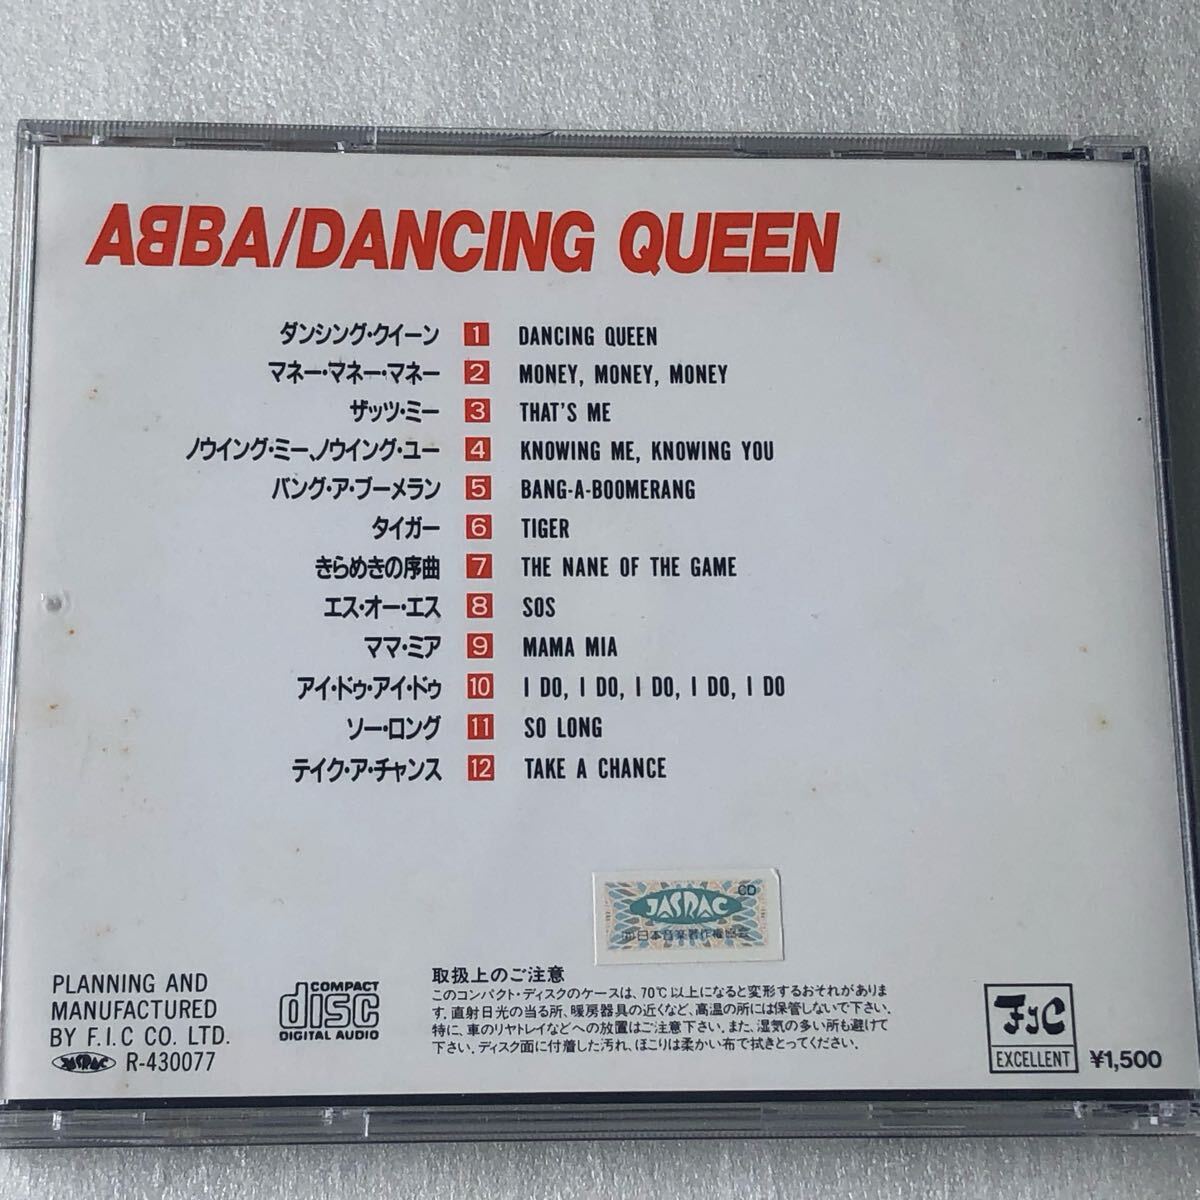 ABBA/DANCING QUEEN
ダンシング・クイーン 1 DANCING QUEEN
マネー・マネー・マネー 2 MONEY, MONEY, MONEY
ザッツ・ミー 3 THAT'S ME
ノウイング・ミー、ノウイング・ユー 4 KNOWING ME, KNOWING YOU
バング・ア・ブーメラン 5 BANG-A-BOOMERANG
タイガー 6 TIGER
きらめきの序曲 7 THE NANE OF THE GAME
エス・オー・エス 8 SOS
ママ・ミア 9 MAMA MIA
アイ・ドゥ・アイ・ドゥ 10 I DO, I DO, I DO, I DO, I DO
ソー・ロング 11 SO LONG
テイク・ア・チャンス 12 TAKE A CHANCE
CD
JASRAC
日本音楽著作権協会
PLANNING AND
MANUFACTURED
BY F.I.C CO. LTD.
JASRAC R-430077
COMPACT
disc
DIGITAL AUDIO
取扱上のご注意
このコンパクト・ディスクのケースは、70℃以上になると変形するおそれがありま
す。直射日光の当る所、暖房器具の近くなど、高温の所には保管しないで下さい。
特に、車のリヤトレイなどへの放置はご注意下さい。また、湿気の多い所も避けて
下さい。ディスク面に付着した汚れ、ほこりは柔かい布で拭きとってください。
FIC
EXCELLENT
¥1,500